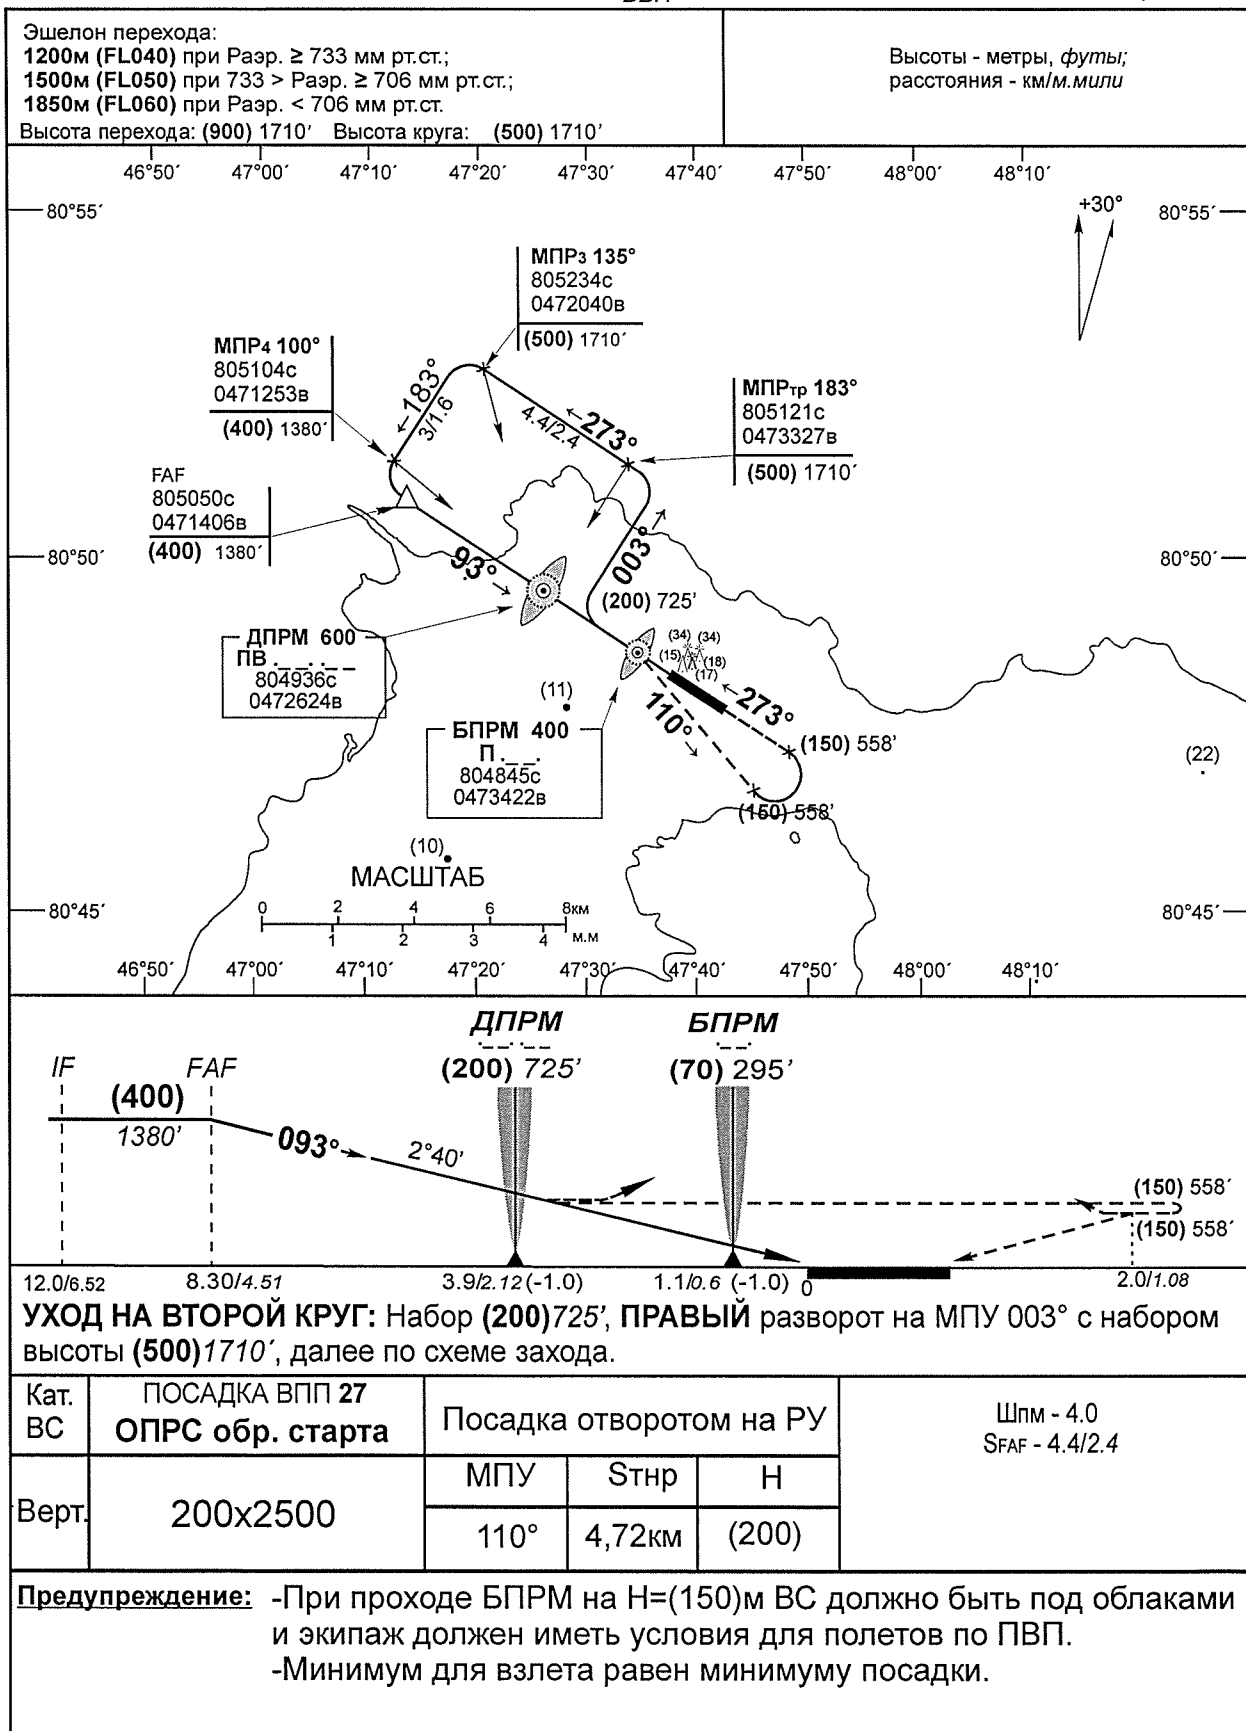 Эшелон перехода:
1200м (FL040) при Раэр. ≥ 733 мм рт.ст.;
1500м (FL050) при 733 > Раэр. ≥ 706 мм рт.ст.;
1850м (FL060) при Раэр. < 706 мм рт.ст.
Высота перехода: (900) 1710′ Высота круга: (500) 1710′
Высоты - метры, футы;
расстояния - км/м.мили
46°50′ 47°00′ 47°10′ 47°20′ 47°30′ 47°40′ 47°50′ 48°00′ 48°10′
80°55′
+30°
80°55′
МПР3 135°
805234с
0472040в
(500) 1710′
МПР4 100°
805104с
0471253в
(400) 1380′
МПРтр 183°
805121с
0473327в
(500) 1710′
←183°
3/1.6
←273°
4.4/2.4
FAF
805050с
0471406в
(400) 1380′
80°50′
93° →
003° →
80°50′
(200) 725′
ДПРМ 600
ПВ ._ _. ._ _
804936с
0472624в
(34) (34)
(15) (18)
(17)
(11)
←273°
110° →
(150) 558′
БПРМ 400
П ._ _.
804845с
0473422в
(22)
(150) 558′
(10)
МАСШТАБ
0 2 4 6 8км
1 2 3 4 м.м
80°45′
80°45′
46°50′ 47°00′ 47°10′ 47°20′ 47°30′ 47°40′ 47°50′ 48°00′ 48°10′
ДПРМ
._ _. ._ _
(200) 725′
БПРМ
._ _.
(70) 295′
IF
FAF
(400)
1380′
093°
2°40′
(150) 558′
(150) 558′
12.0/6.52 8.30/4.51 3.9/2.12 (-1.0) 1.1/0.6 (-1.0) 0 2.0/1.08
УХОД НА ВТОРОЙ КРУГ: Набор (200)725′, ПРАВЫЙ разворот на МПУ 003° с набором
высоты (500)1710′, далее по схеме захода.
Кат.
ВС
ПОСАДКА ВПП 27
ОПРС обр. старта
Посадка отворотом на РУ
Шпм - 4.0
SFAF - 4.4/2.4
МПУ Sтнр Н
Верт.
200х2500
110° 4,72км (200)
Предупреждение: -При проходе БПРМ на Н=(150)м ВС должно быть под облаками
и экипаж должен иметь условия для полетов по ПВП.
-Минимум для взлета равен минимуму посадки.